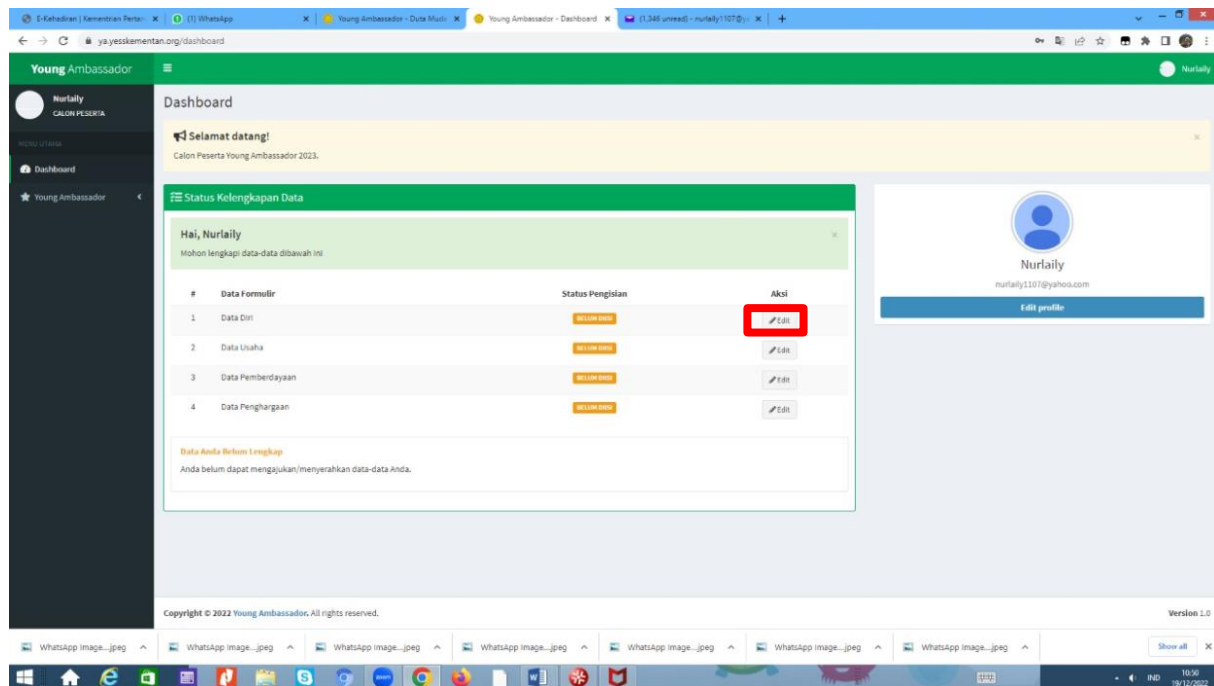 E-Kehadiran | Kementrian Pertan
(1) WhatsApp
Young Ambassador - Duta Muda
Young Ambassador - Dashboard
(1,346 unread) - nurlaily1107@y
ya.yesskementan.org/dashboard
Young Ambassador
Nurlaily
Nurlaily
CALON PESERTA
MENU UTAMA
Dashboard
Young Ambassador
Dashboard
Selamat datang!
Calon Peserta Young Ambassador 2023.
Status Kelengkapan Data
Hai, Nurlaily
Mohon lengkapi data-data dibawah ini
# Data Formulir Status Pengisian Aksi
1 Data Diri BELUM DIISI Edit
2 Data Usaha BELUM DIISI Edit
3 Data Pemberdayaan BELUM DIISI Edit
4 Data Penghargaan BELUM DIISI Edit
Data Anda Belum Lengkap
Anda belum dapat mengajukan/menyerahkan data-data Anda.
Nurlaily
nurlaily1107@yahoo.com
Edit profile
Copyright © 2022 Young Ambassador. All rights reserved.
Version 1.0
WhatsApp Image....jpeg
WhatsApp Image....jpeg
WhatsApp Image....jpeg
WhatsApp Image....jpeg
WhatsApp Image....jpeg
WhatsApp Image....jpeg
WhatsApp Image....jpeg
Show all
IND
10:50
19/12/2022